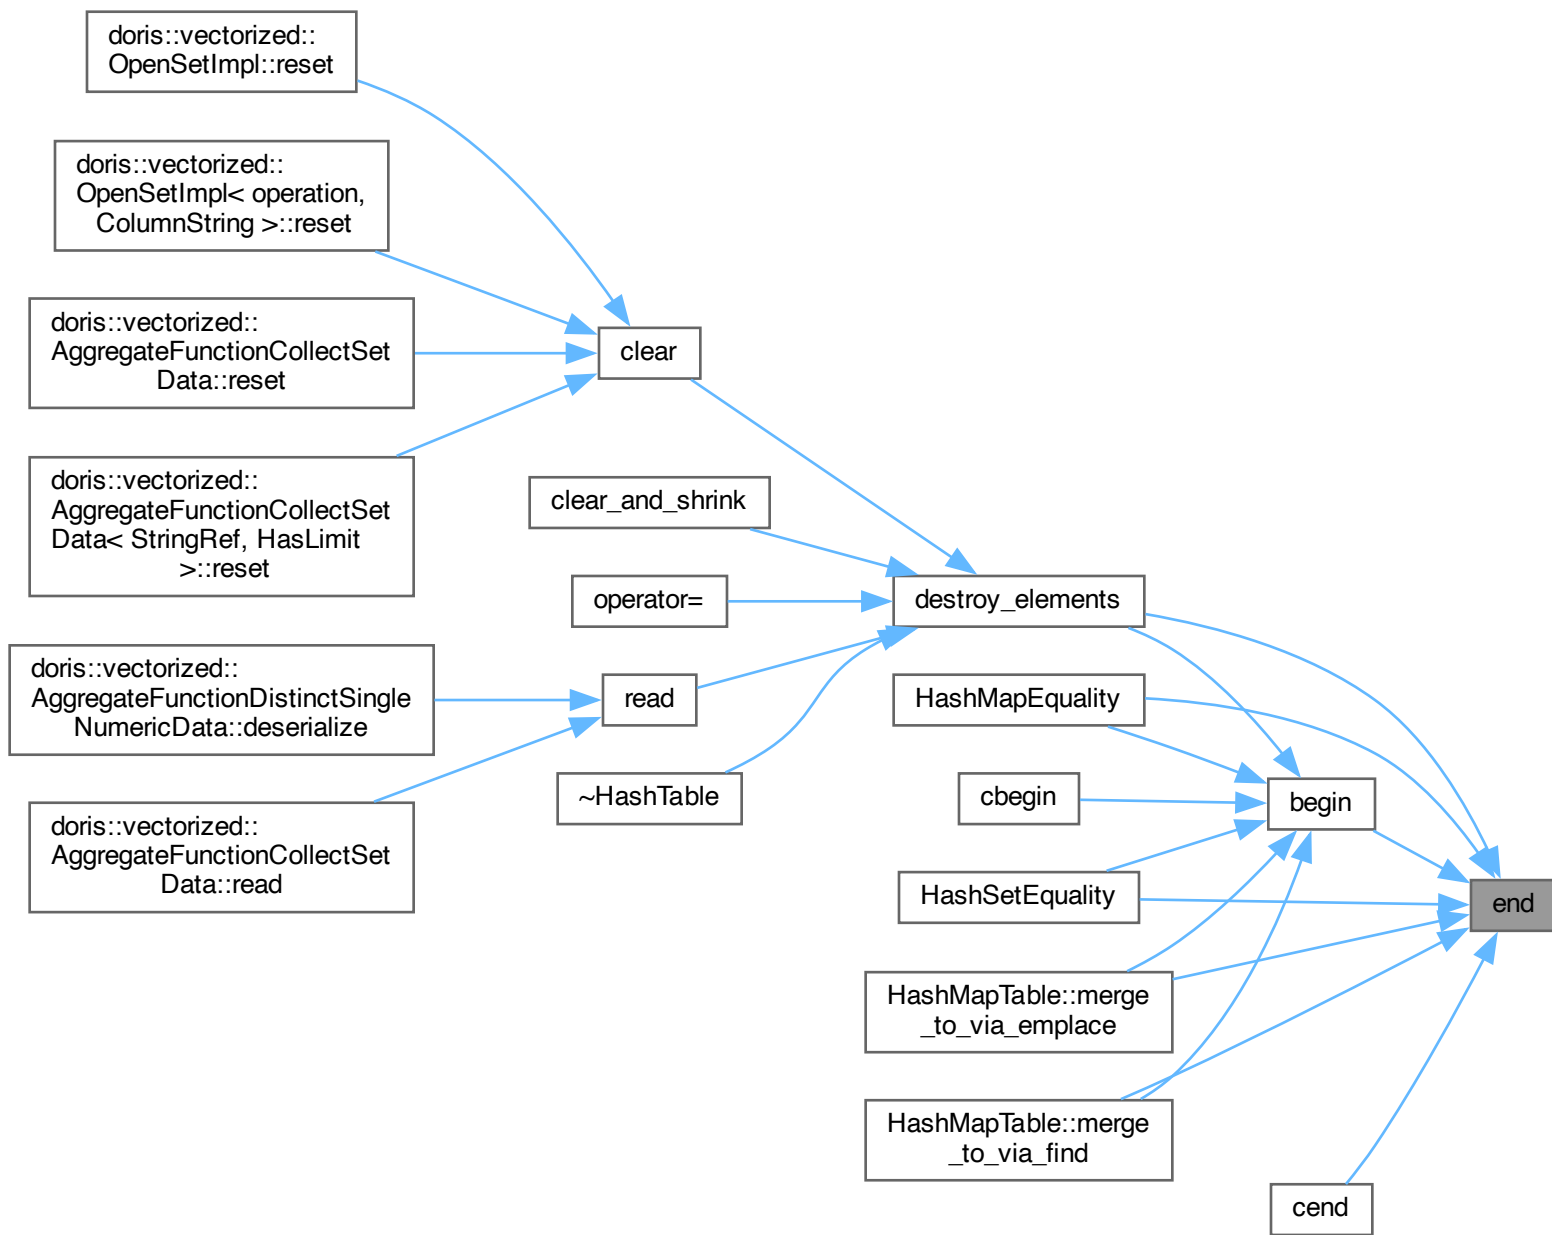 doris::vectorized::
OpenSetImpl::reset
doris::vectorized::
OpenSetImpl< operation,
ColumnString >::reset
doris::vectorized::
AggregateFunctionCollectSet
Data::reset
doris::vectorized::
AggregateFunctionCollectSet
Data< StringRef, HasLimit
>::reset
doris::vectorized::
AggregateFunctionDistinctSingle
NumericData::deserialize
doris::vectorized::
AggregateFunctionCollectSet
Data::read
clear
clear_and_shrink
operator=
read
~HashTable
destroy_elements
HashMapEquality
cbegin
HashSetEquality
HashMapTable::merge
_to_via_emplace
HashMapTable::merge
_to_via_find
begin
cend
end